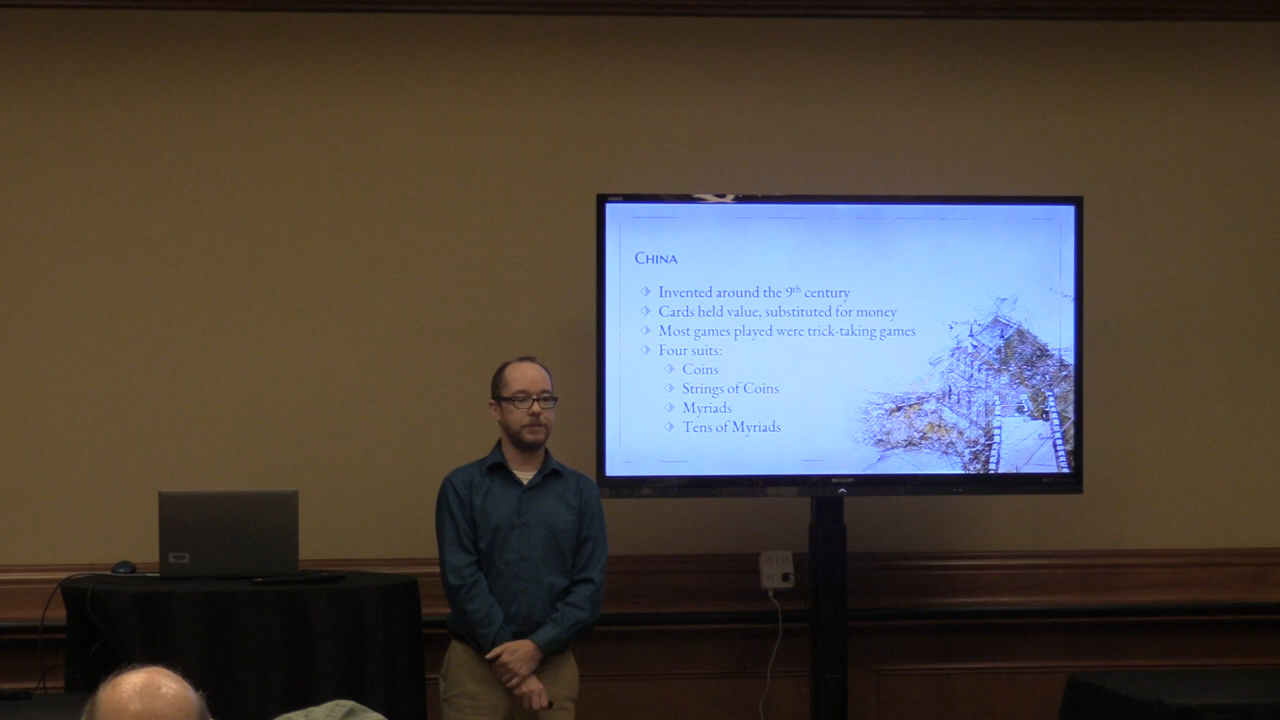 China
Invented around the 9th century
Cards held value, substituted for money
Most games played were trick-taking games
Four suits:
Coins
Strings of Coins
Myriads
Tens of Myriads